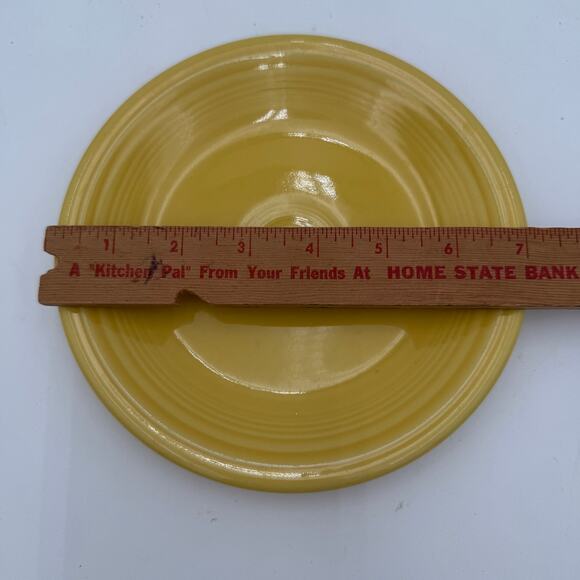 1 2 3 4 5 6 7
A "Kitchen Pal" From Your Friends At HOME STATE BANK